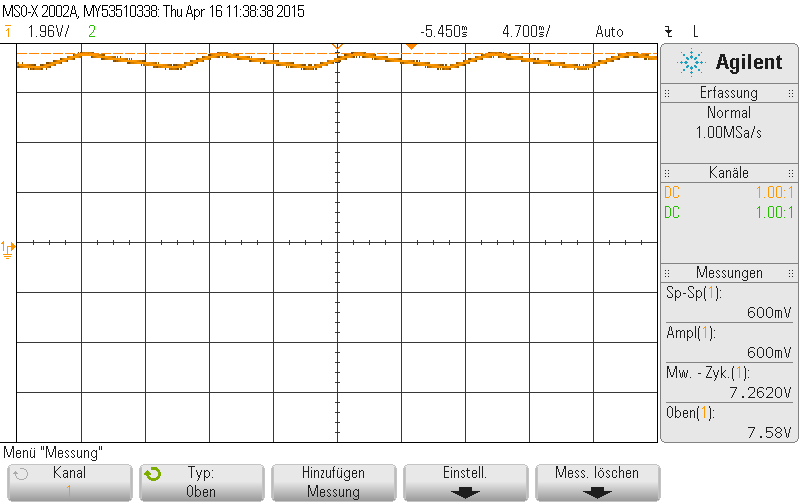 MSO-X 2002A, MY53510338: Thu Apr 16 11:38:38 2015
1 1.96V/ 2 -5.450s 4.700s/ Auto L
Agilent
Erfassung
Normal
1.00MSa/s
Kanäle
DC 1.00:1
DC 1.00:1
1
Messungen
Sp-Sp(1):
600mV
Ampl(1):
600mV
Mw. - Zyk.(1):
7.2620V
Oben(1):
7.58V
Menü "Messung"
Kanal
1
Typ:
Oben
Hinzufügen
Messung
Einstell.
Mess. löschen